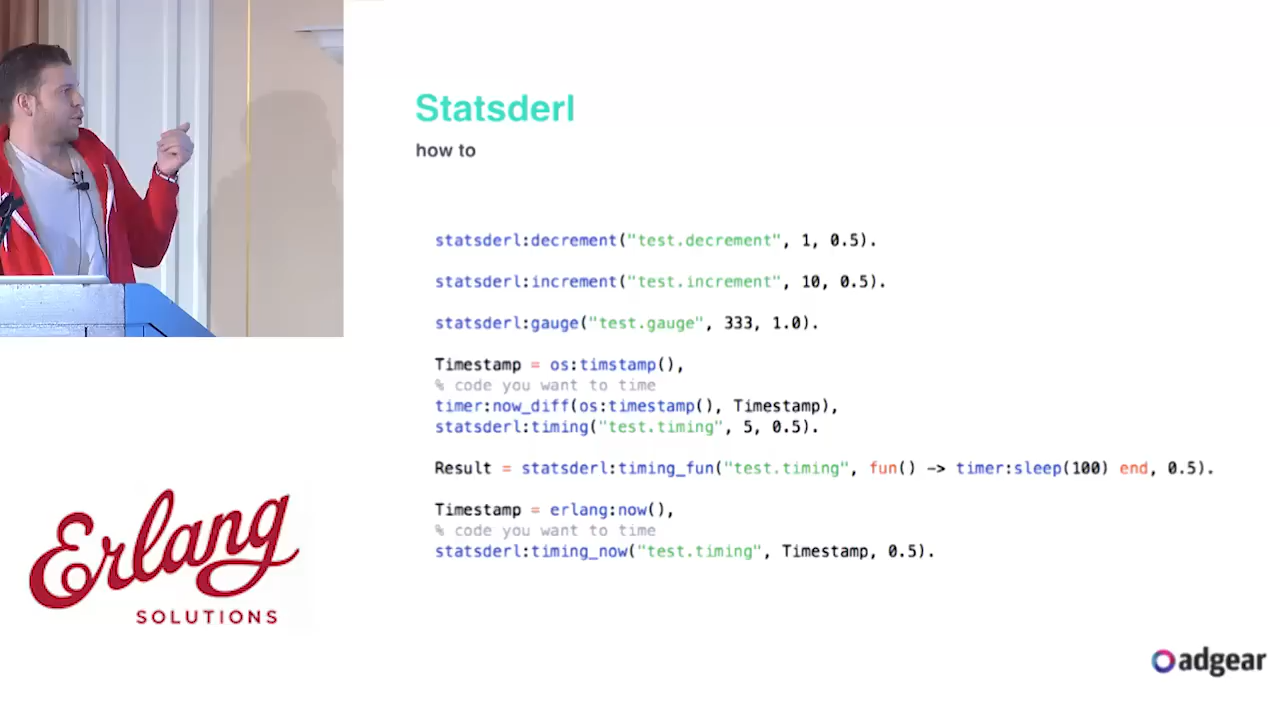 Statsderl
how to
statsderl:decrement("test.decrement", 1, 0.5).
statsderl:increment("test.increment", 10, 0.5).
statsderl:gauge("test.gauge", 333, 1.0).
Timestamp = os:timstamp(),
% code you want to time
timer:now_diff(os:timestamp(), Timestamp),
statsderl:timing("test.timing", 5, 0.5).
Result = statsderl:timing_fun("test.timing", fun() -> timer:sleep(100) end, 0.5).
Timestamp = erlang:now(),
% code you want to time
statsderl:timing_now("test.timing", Timestamp, 0.5).
Erlang
SOLUTIONS
adgear